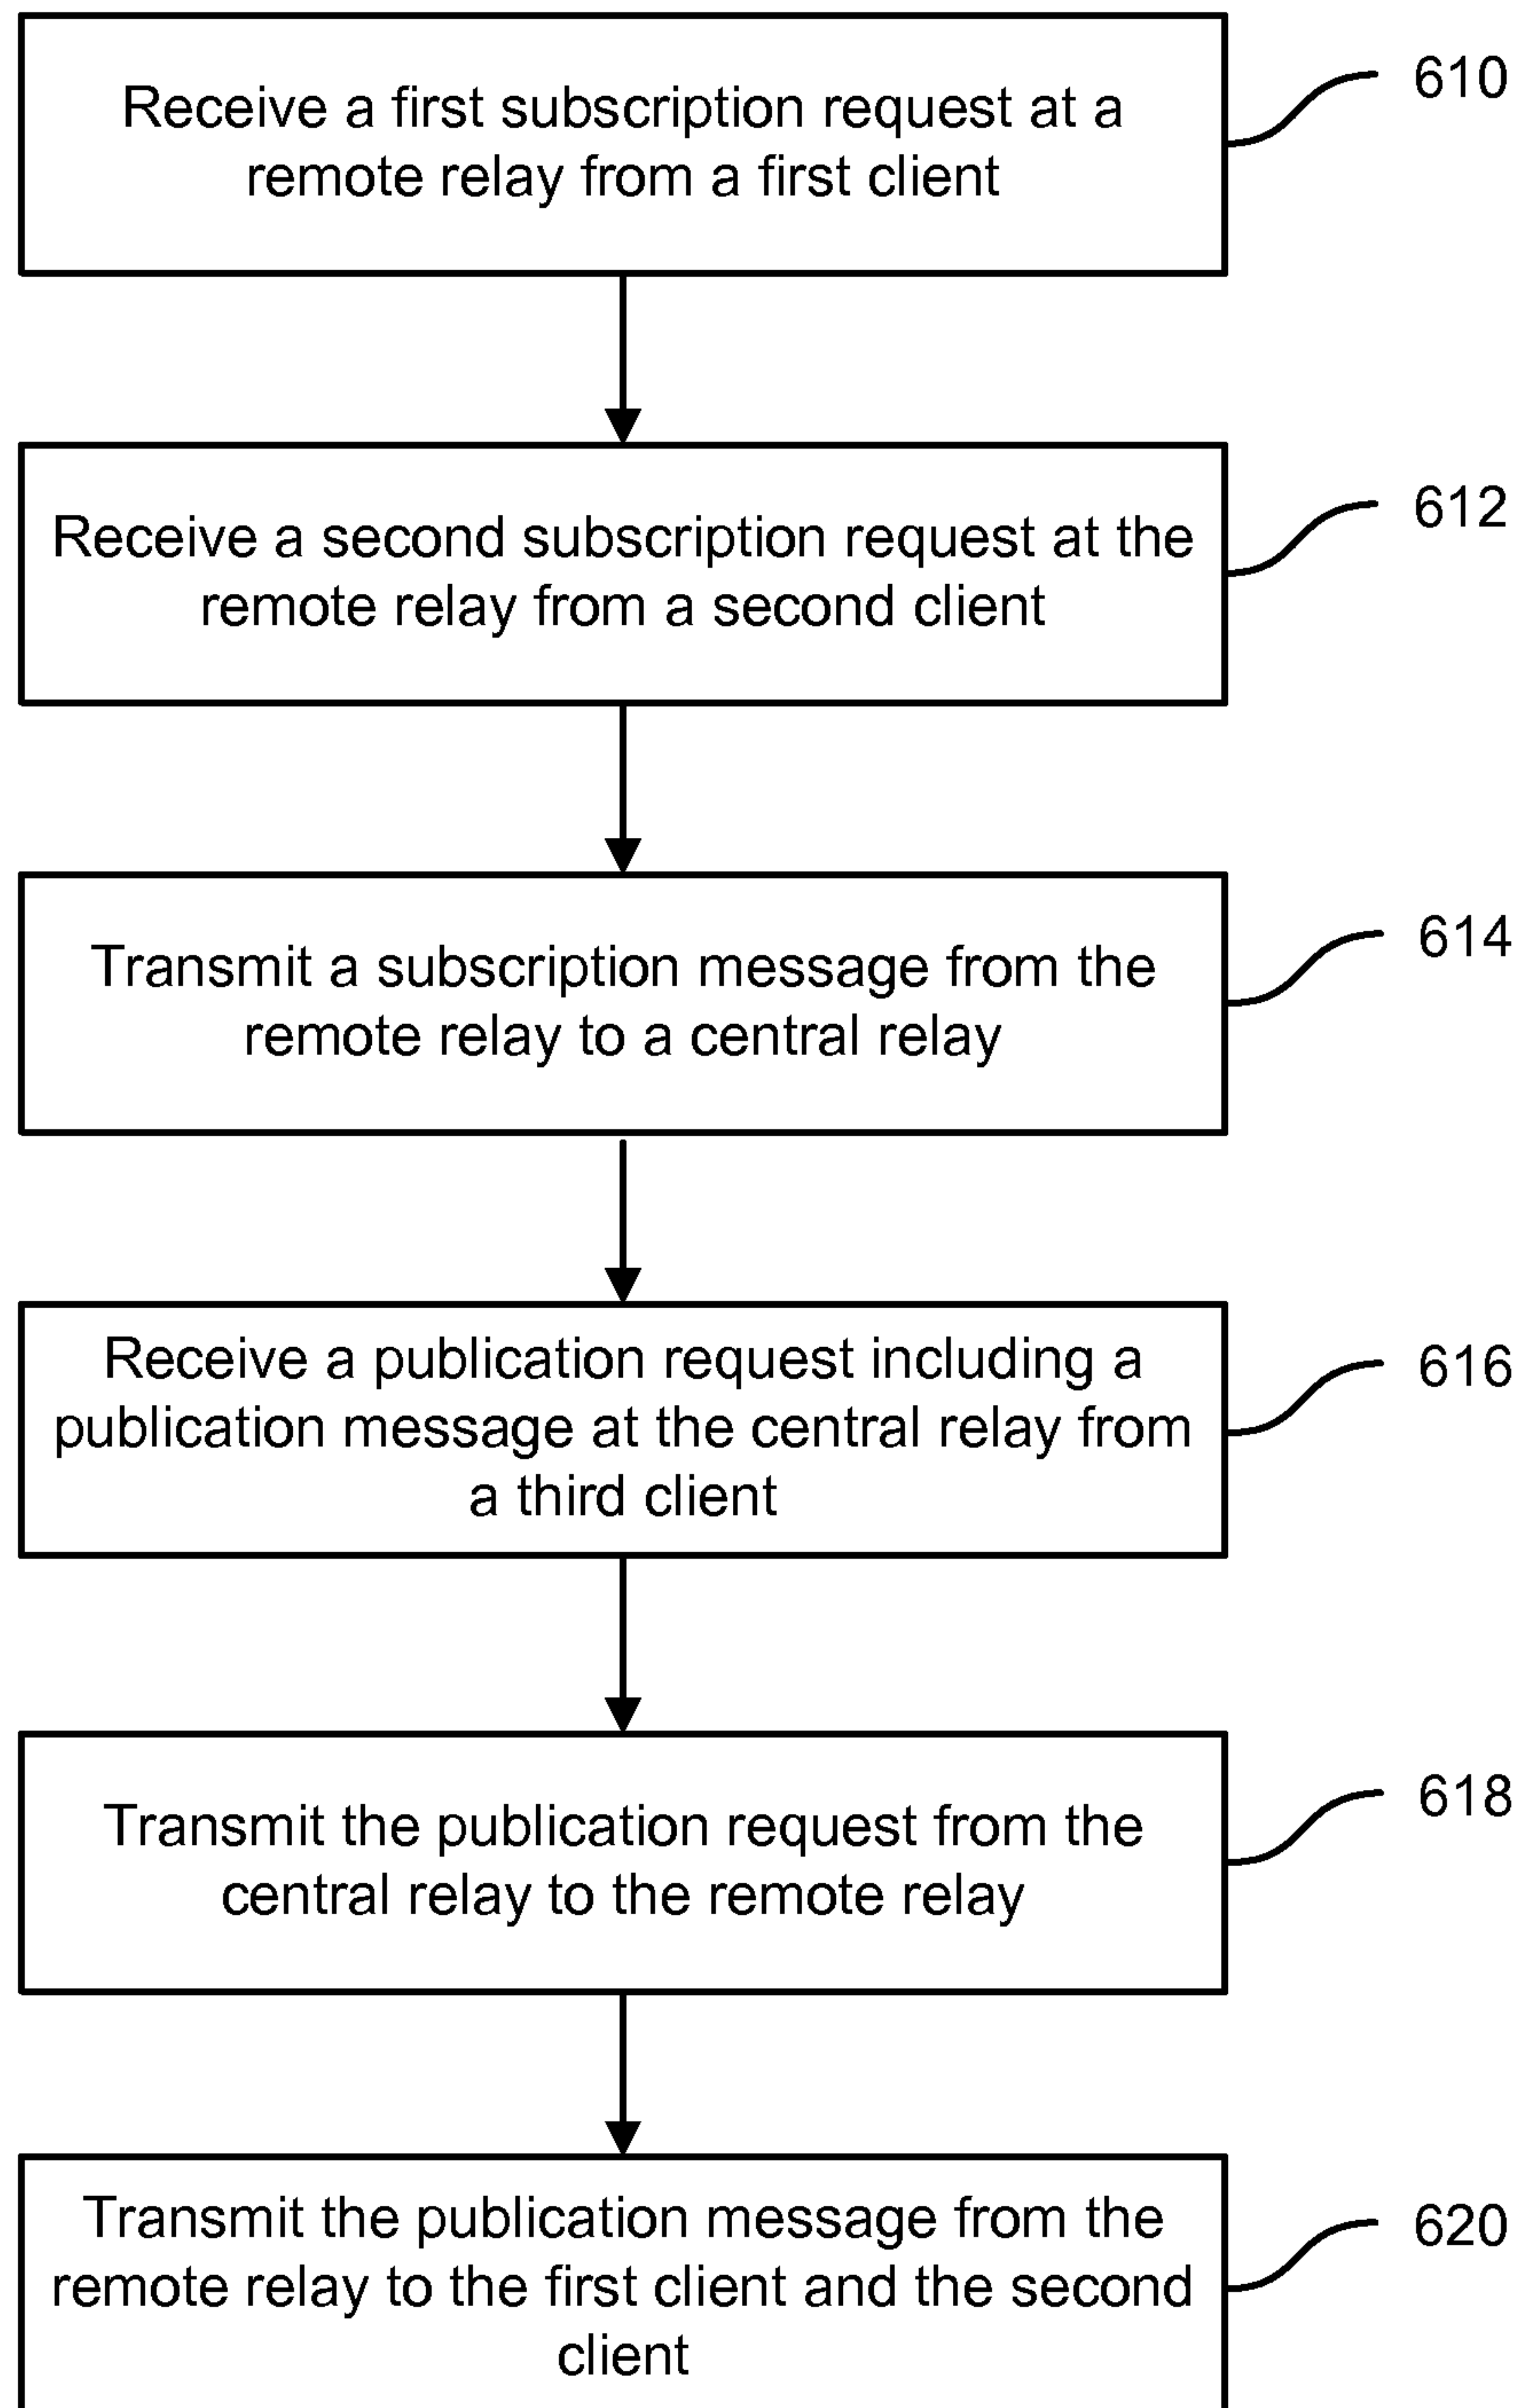 Receive a first subscription request at a
remote relay from a first client
610
Receive a second subscription request at the
remote relay from a second client
612
Transmit a subscription message from the
remote relay to a central relay
614
Receive a publication request including a
publication message at the central relay from
a third client
616
Transmit the publication request from the
central relay to the remote relay
618
Transmit the publication message from the
remote relay to the first client and the second
client
620